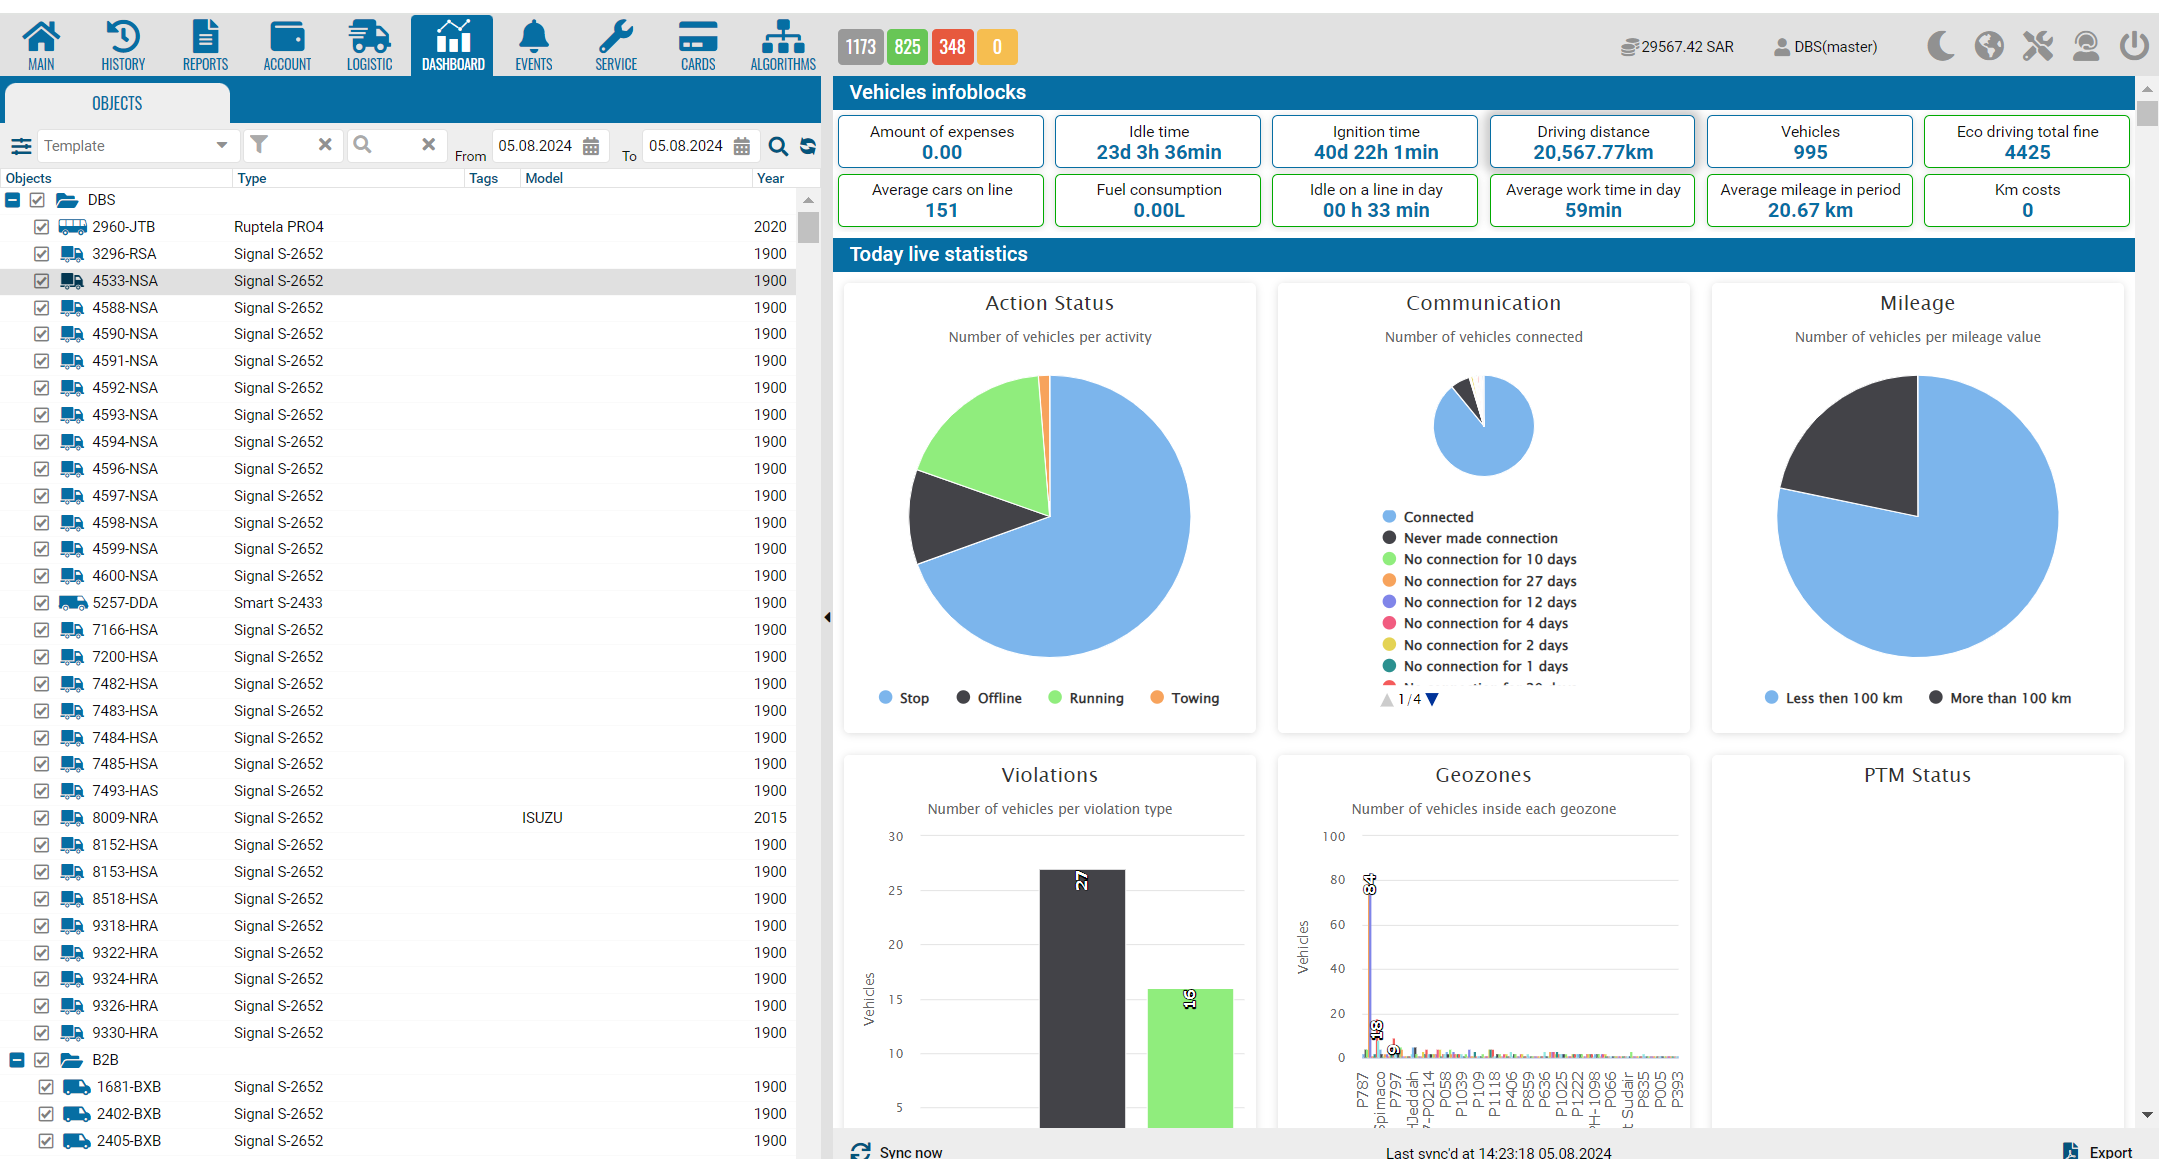 MAIN HISTORY REPORTS ACCOUNT LOGISTIC DASHBOARD EVENTS SERVICE CARDS ALGORITHMS
1173 825 348 0
29567.42 SAR DBS(master)
OBJECTS
Template
From 05.08.2024 To 05.08.2024
Objects Type Tags Model Year
DBS
2960-JTB Ruptela PRO4 2020
3296-RSA Signal S-2652 1900
4533-NSA Signal S-2652 1900
4588-NSA Signal S-2652 1900
4590-NSA Signal S-2652 1900
4591-NSA Signal S-2652 1900
4592-NSA Signal S-2652 1900
4593-NSA Signal S-2652 1900
4594-NSA Signal S-2652 1900
4596-NSA Signal S-2652 1900
4597-NSA Signal S-2652 1900
4598-NSA Signal S-2652 1900
4599-NSA Signal S-2652 1900
4600-NSA Signal S-2652 1900
5257-DDA Smart S-2433 1900
7166-HSA Signal S-2652 1900
7200-HSA Signal S-2652 1900
7482-HSA Signal S-2652 1900
7483-HSA Signal S-2652 1900
7484-HSA Signal S-2652 1900
7485-HSA Signal S-2652 1900
7493-HAS Signal S-2652 1900
8009-NRA Signal S-2652 ISUZU 2015
8152-HSA Signal S-2652 1900
8153-HSA Signal S-2652 1900
8518-HSA Signal S-2652 1900
9318-HRA Signal S-2652 1900
9322-HRA Signal S-2652 1900
9324-HRA Signal S-2652 1900
9326-HRA Signal S-2652 1900
9330-HRA Signal S-2652 1900
B2B
1681-BXB Signal S-2652 1900
2402-BXB Signal S-2652 1900
2405-BXB Signal S-2652 1900
Vehicles infoblocks
Amount of expenses
0.00
Idle time
23d 3h 36min
Ignition time
40d 22h 1min
Driving distance
20,567.77km
Vehicles
995
Eco driving total fine
4425
Average cars on line
151
Fuel consumption
0.00L
Idle on a line in day
00 h 33 min
Average work time in day
59min
Average mileage in period
20.67 km
Km costs
0
Today live statistics
Action Status
Number of vehicles per activity
Stop Offline Running Towing
Communication
Number of vehicles connected
Connected
Never made connection
No connection for 10 days
No connection for 27 days
No connection for 12 days
No connection for 4 days
No connection for 2 days
No connection for 1 days
1/4
Mileage
Number of vehicles per mileage value
Less then 100 km More than 100 km
Violations
Number of vehicles per violation type
30
25
20
15
10
5
Vehicles
27
16
Geozones
Number of vehicles inside each geozone
100
80
60
40
20
0
Vehicles
84
18
9
P787
P797
P058
P1039
P109
P1118
P406
P859
P636
P1025
P1222
P066
P835
P005
P393
PTM Status
Sync now
Last sync'd at 14:23:18 05.08.2024
Export